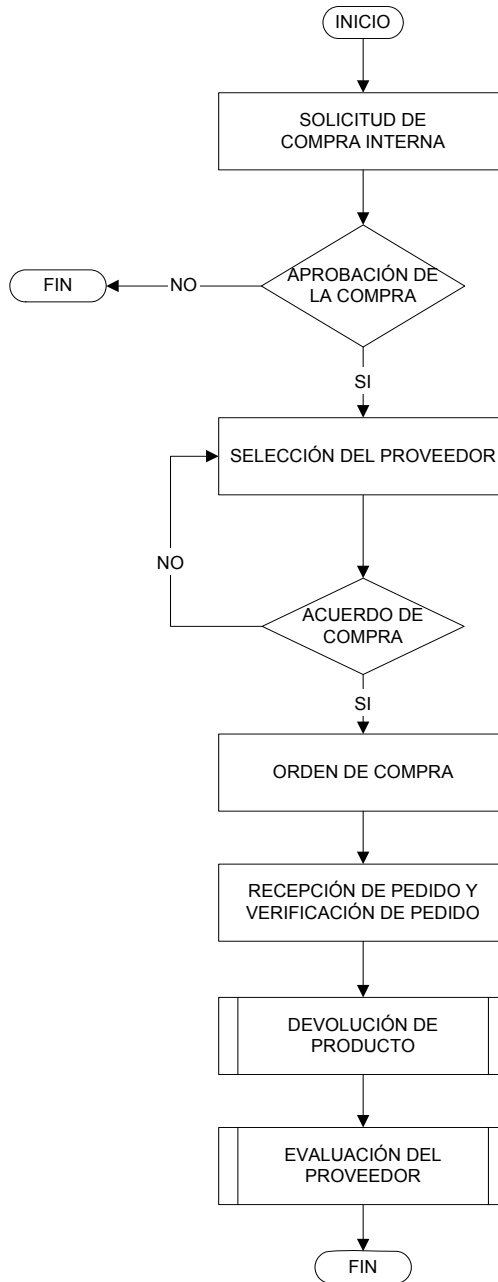 INICIO
SOLICITUD DE
COMPRA INTERNA
APROBACIÓN DE
LA COMPRA
NO
FIN
SI
SELECCIÓN DEL PROVEEDOR
NO
ACUERDO DE
COMPRA
SI
ORDEN DE COMPRA
RECEPCIÓN DE PEDIDO Y
VERIFICACIÓN DE PEDIDO
DEVOLUCIÓN DE
PRODUCTO
EVALUACIÓN DEL
PROVEEDOR
FIN